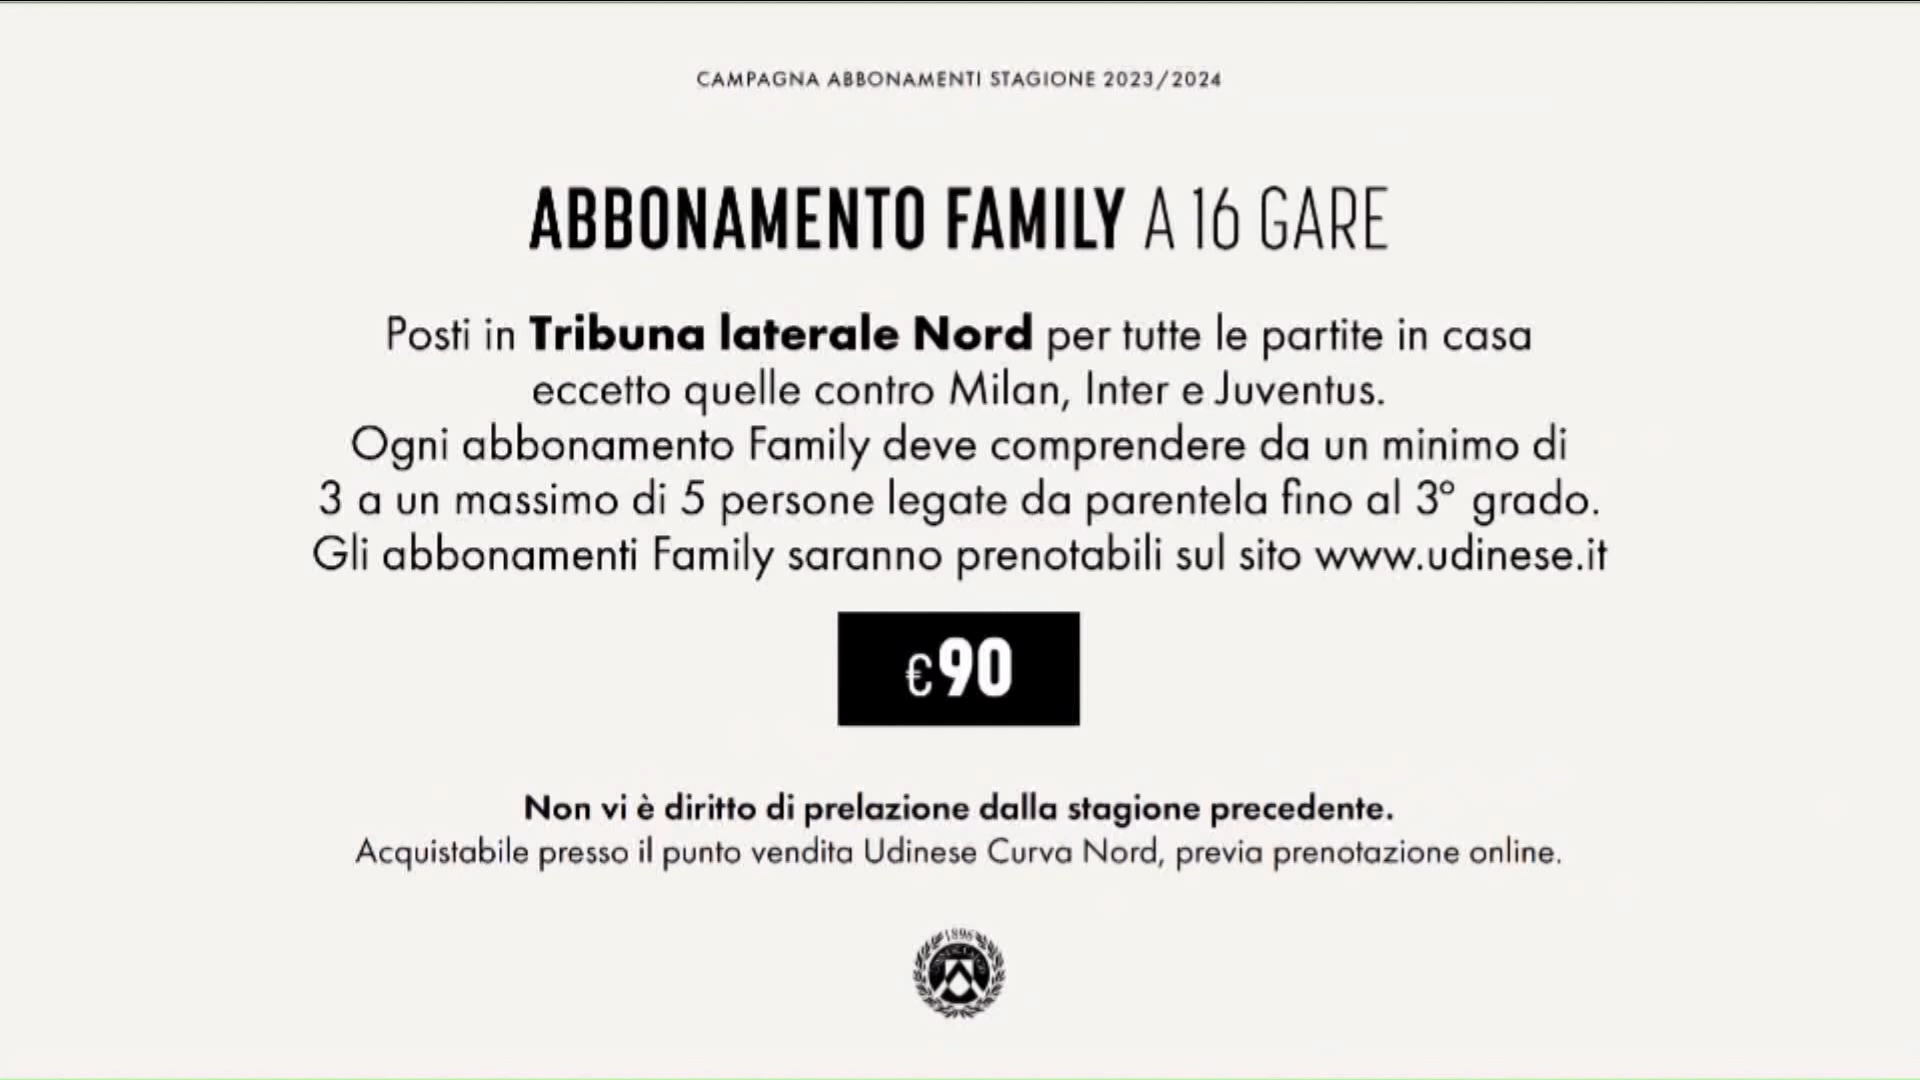 CAMPAGNA ABBONAMENTI STAGIONE 2023/2024
ABBONAMENTO FAMILY A 16 GARE
Posti in Tribuna laterale Nord per tutte le partite in casa
eccetto quelle contro Milan, Inter e Juventus.
Ogni abbonamento Family deve comprendere da un minimo di
3 a un massimo di 5 persone legate da parentela fino al 3° grado.
Gli abbonamenti Family saranno prenotabili sul sito www.udinese.it
€90
Non vi è diritto di prelazione dalla stagione precedente.
Acquistabile presso il punto vendita Udinese Curva Nord, previa prenotazione online.
1896